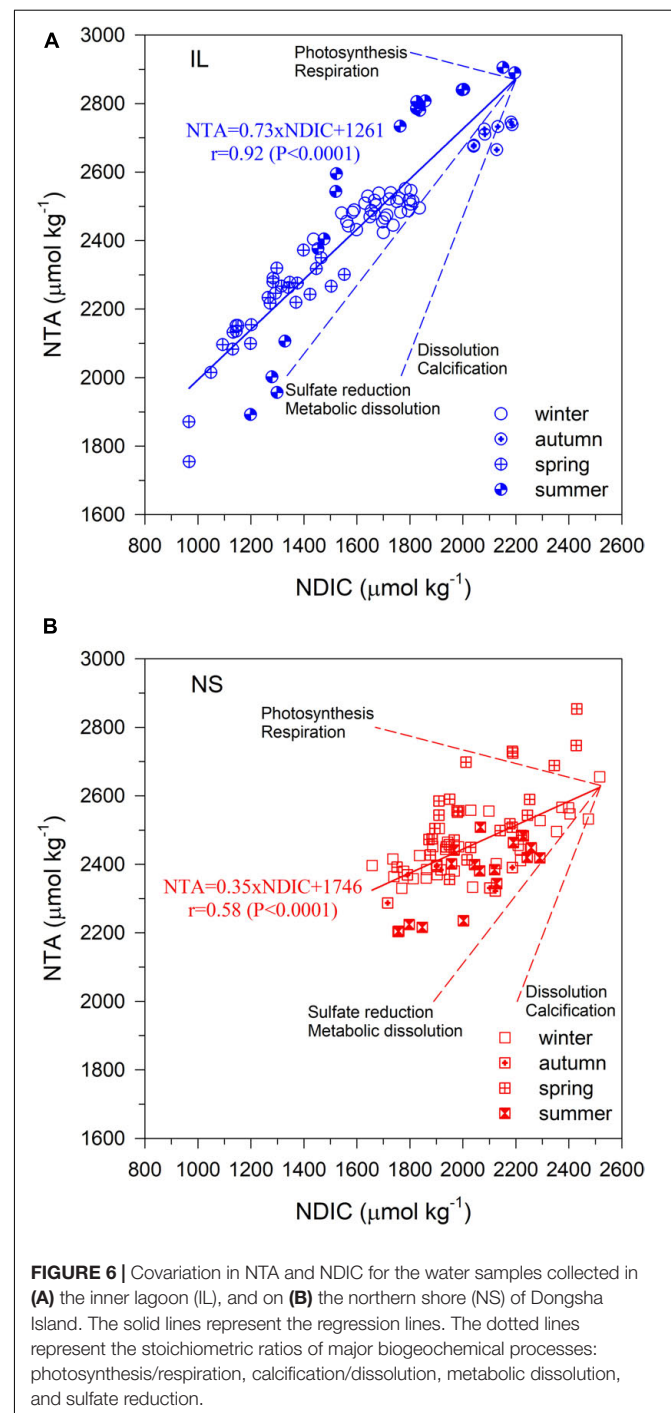 A
IL
Photosynthesis
Respiration
NTA=0.73xNDIC+1261
r=0.92 (P<0.0001)
Dissolution
Calcification
Sulfate reduction
Metabolic dissolution
winter
autumn
spring
summer
3000
2800
2600
2400
2200
2000
1800
1600
NTA (μmol kg⁻¹)
800 1000 1200 1400 1600 1800 2000 2200 2400 2600
NDIC (μmol kg⁻¹)
B
NS
Photosynthesis
Respiration
NTA=0.35xNDIC+1746
r=0.58 (P<0.0001)
Sulfate reduction
Metabolic dissolution
Dissolution
Calcification
winter
autumn
spring
summer
3000
2800
2600
2400
2200
2000
1800
1600
NTA (μmol kg⁻¹)
800 1000 1200 1400 1600 1800 2000 2200 2400 2600
NDIC (μmol kg⁻¹)
FIGURE 6 | Covariation in NTA and NDIC for the water samples collected in
(A) the inner lagoon (IL), and on (B) the northern shore (NS) of Dongsha
Island. The solid lines represent the regression lines. The dotted lines
represent the stoichiometric ratios of major biogeochemical processes:
photosynthesis/respiration, calcification/dissolution, metabolic dissolution,
and sulfate reduction.